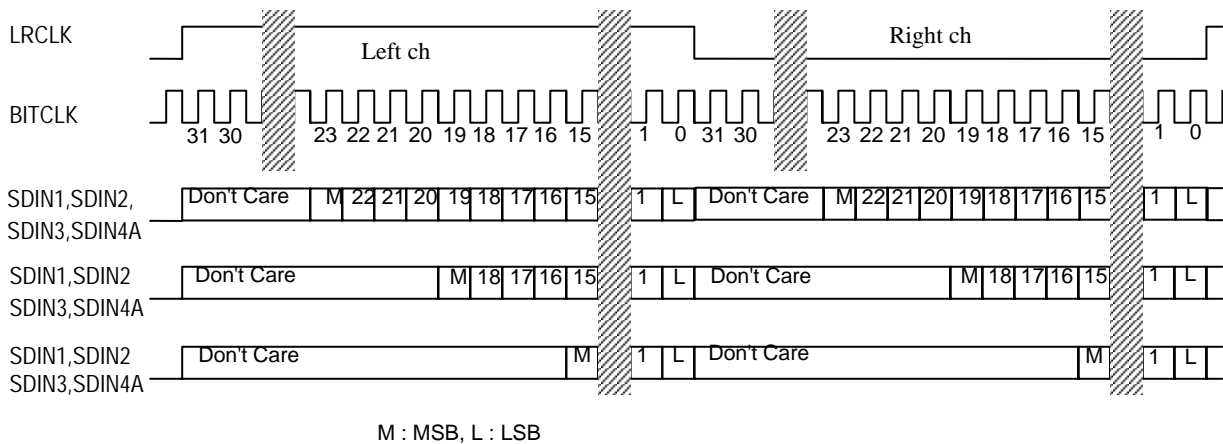 LRCLK Left ch Right ch
BITCLK
31 30 23 22 21 20 19 18 17 16 15 1 0 31 30 23 22 21 20 19 18 17 16 15 1 0
SDIN1,SDIN2, Don't Care M 22 21 20 19 18 17 16 15 1 L Don't Care M 22 21 20 19 18 17 16 15 1 L
SDIN3,SDIN4A
SDIN1,SDIN2 Don't Care M 18 17 16 15 1 L Don't Care M 18 17 16 15 1 L
SDIN3,SDIN4A
SDIN1,SDIN2 Don't Care M 1 L Don't Care M 1 L
SDIN3,SDIN4A
M : MSB, L : LSB